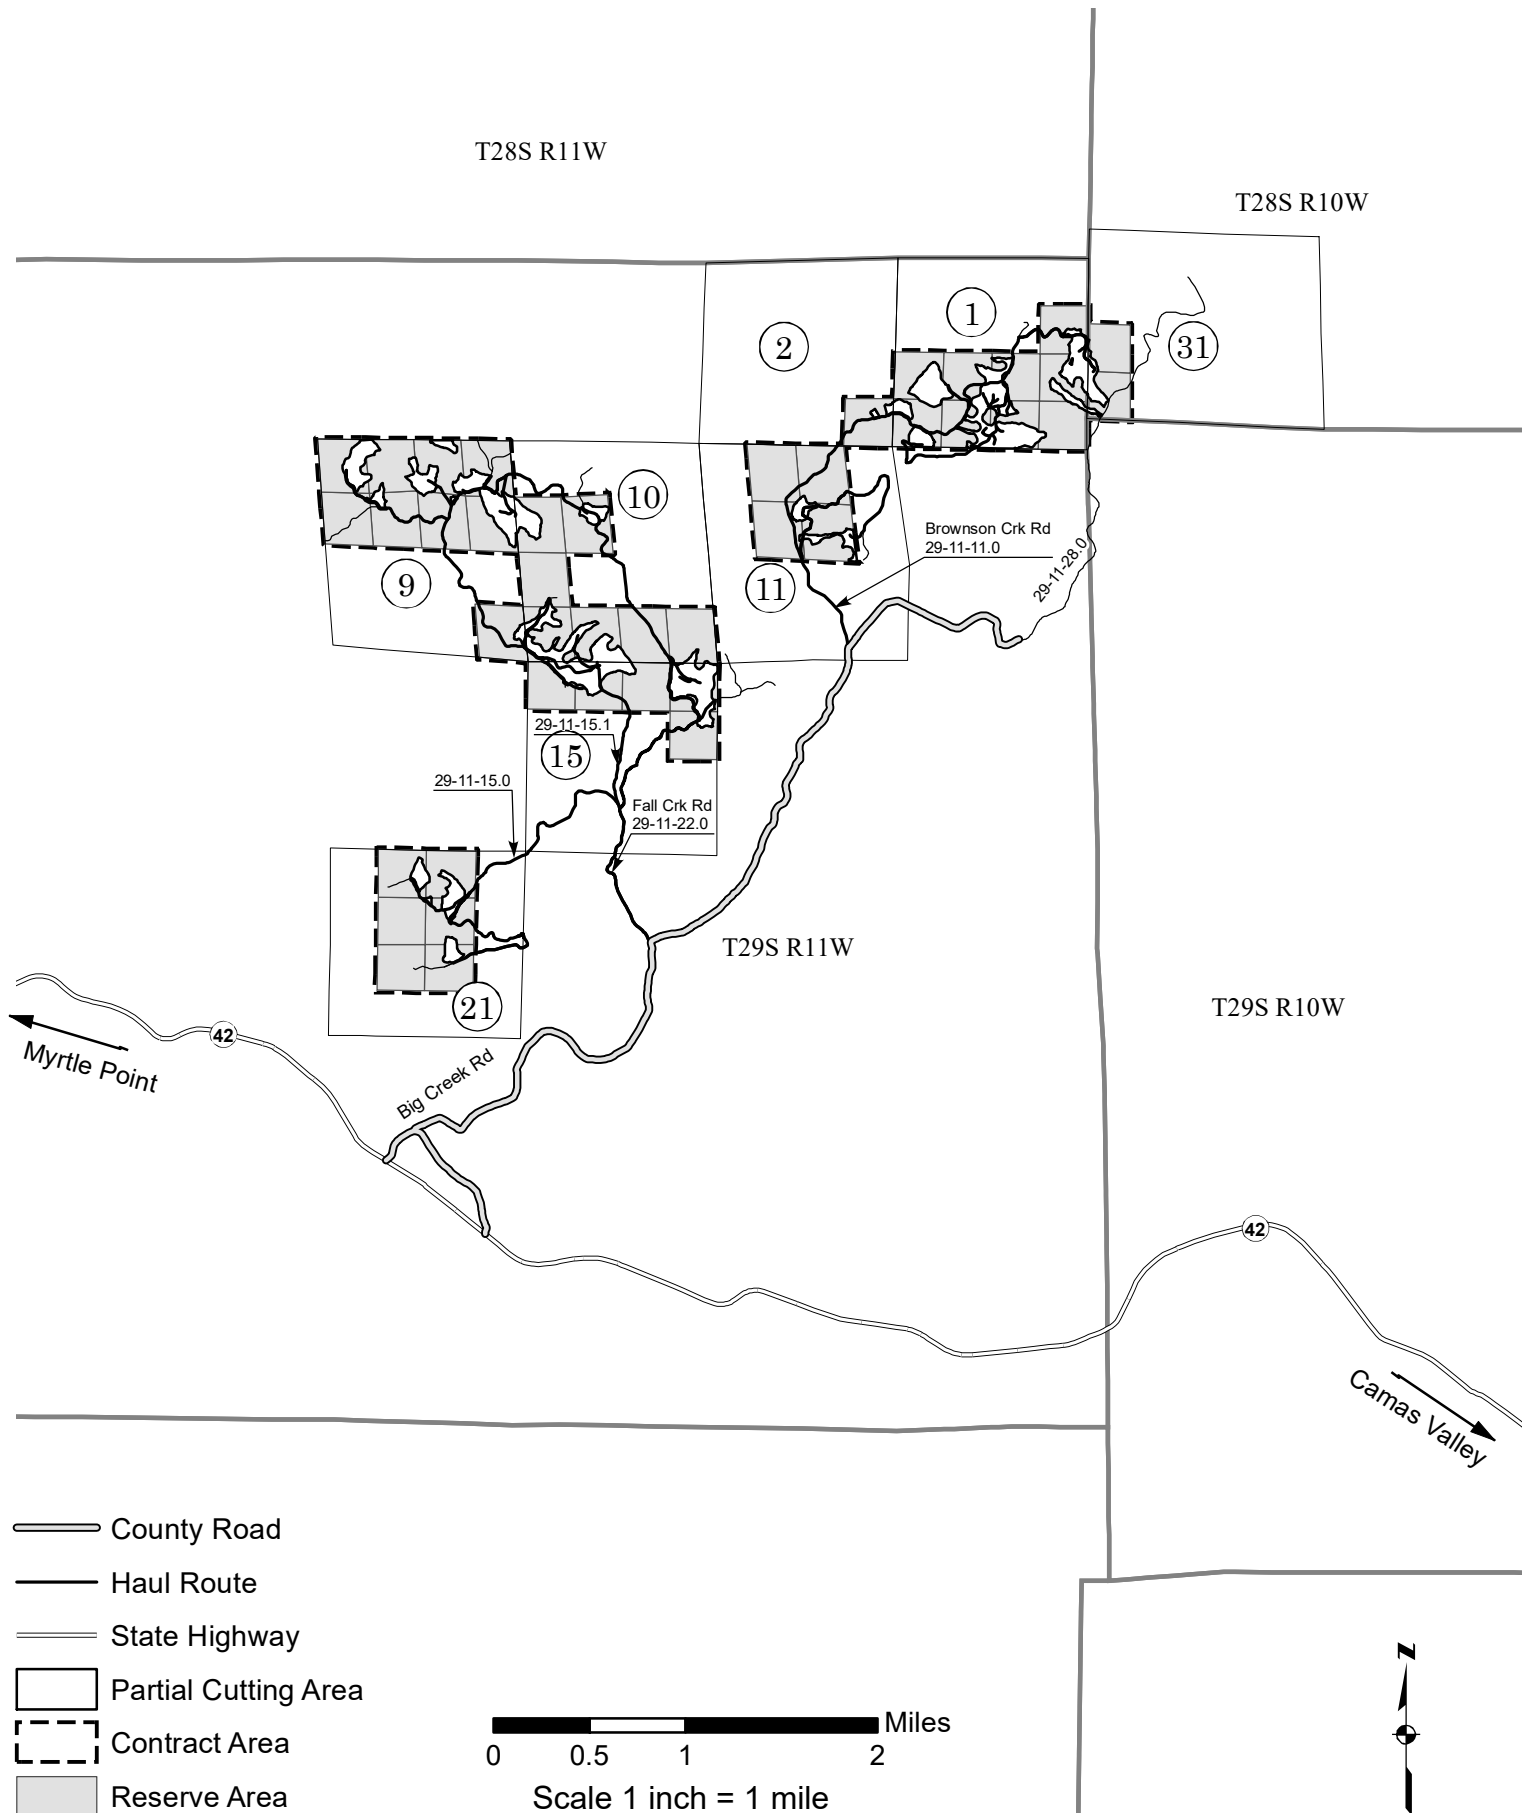 T28S R11W
T28S R10W
1
2
31
10
Brownson Crk Rd
29-11-11.0
9
11
29-11-28.0
29-11-15.1
15
29-11-15.0
Fall Crk Rd
29-11-22.0
T29S R11W
21
T29S R10W
42
Myrtle Point
Big Creek Rd
42
Camas Valley
County Road
Haul Route
State Highway
Partial Cutting Area
Contract Area
Reserve Area
Miles
0 0.5 1 2
Scale 1 inch = 1 mile
N